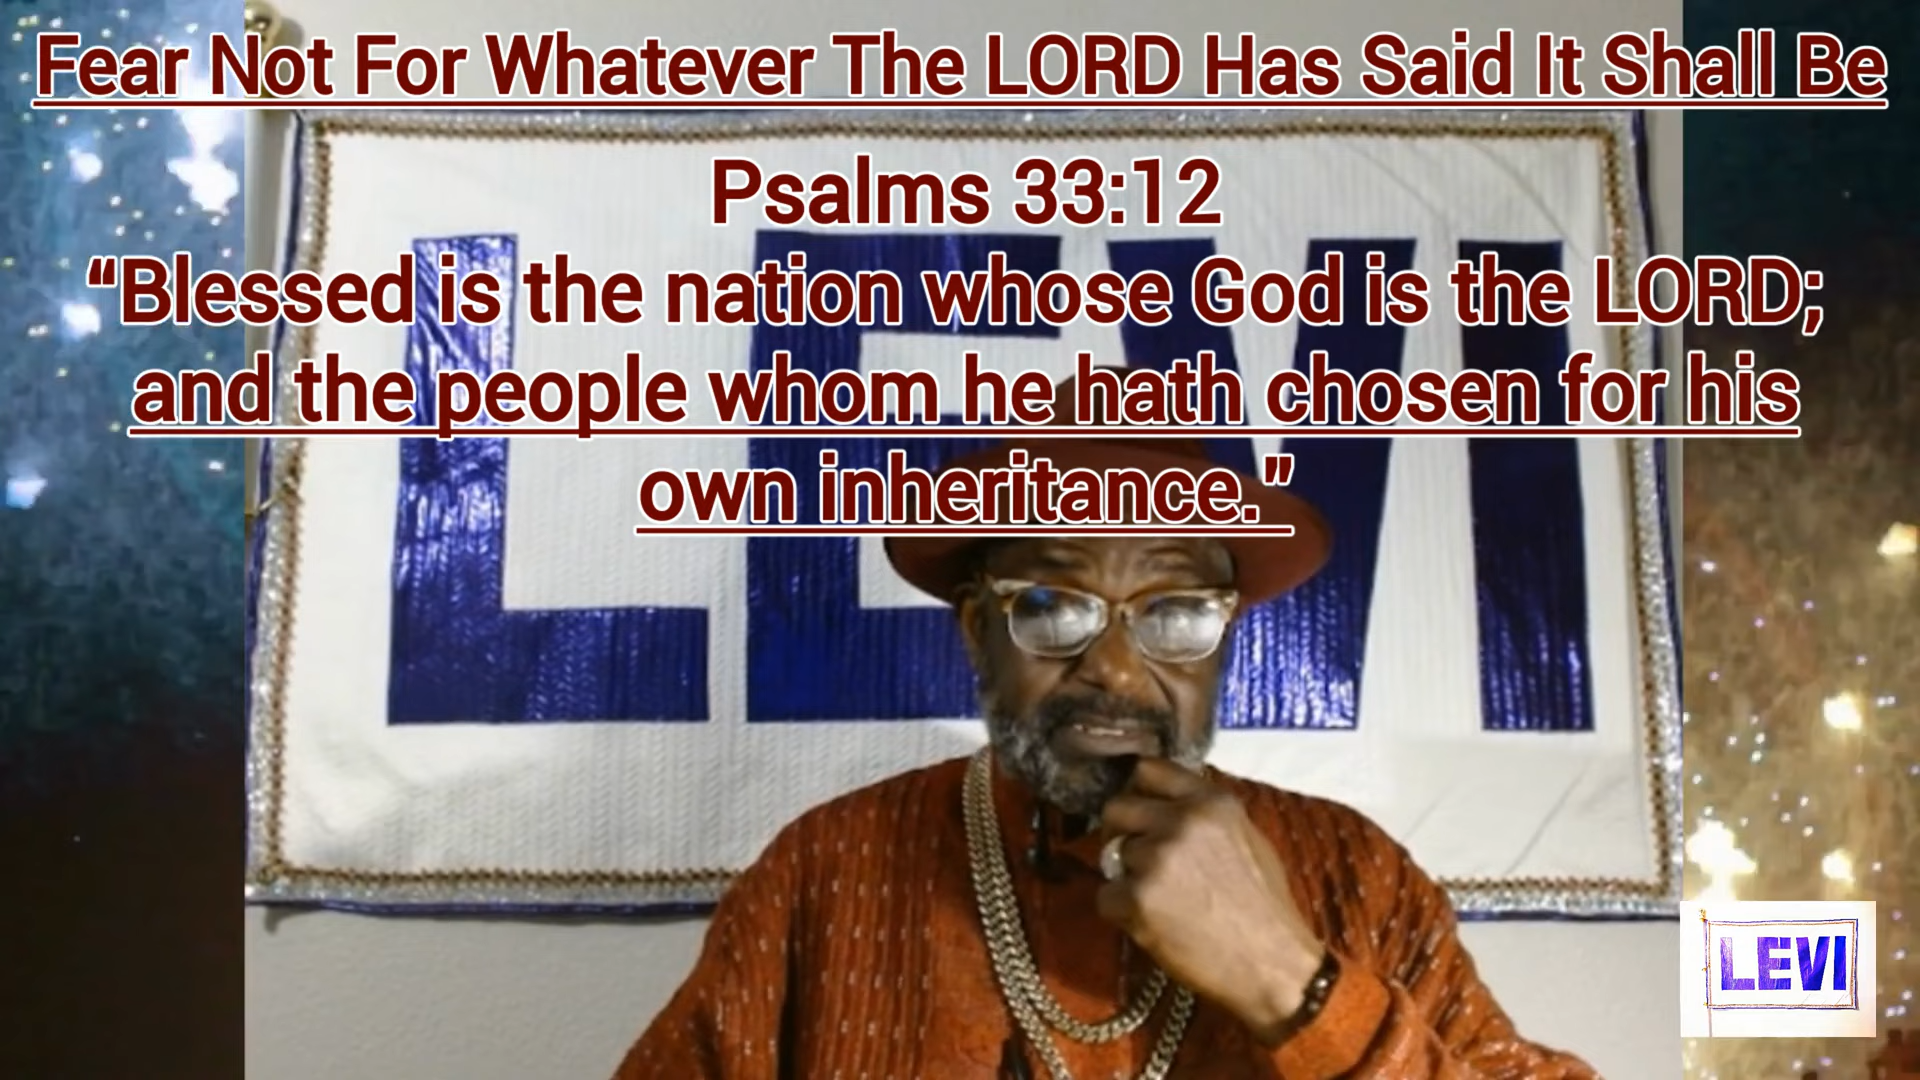 Fear Not For Whatever The LORD Has Said It Shall Be
Psalms 33:12
“Blessed is the nation whose God is the LORD;
and the people whom he hath chosen for his
own inheritance.”
LEVI
LEVI